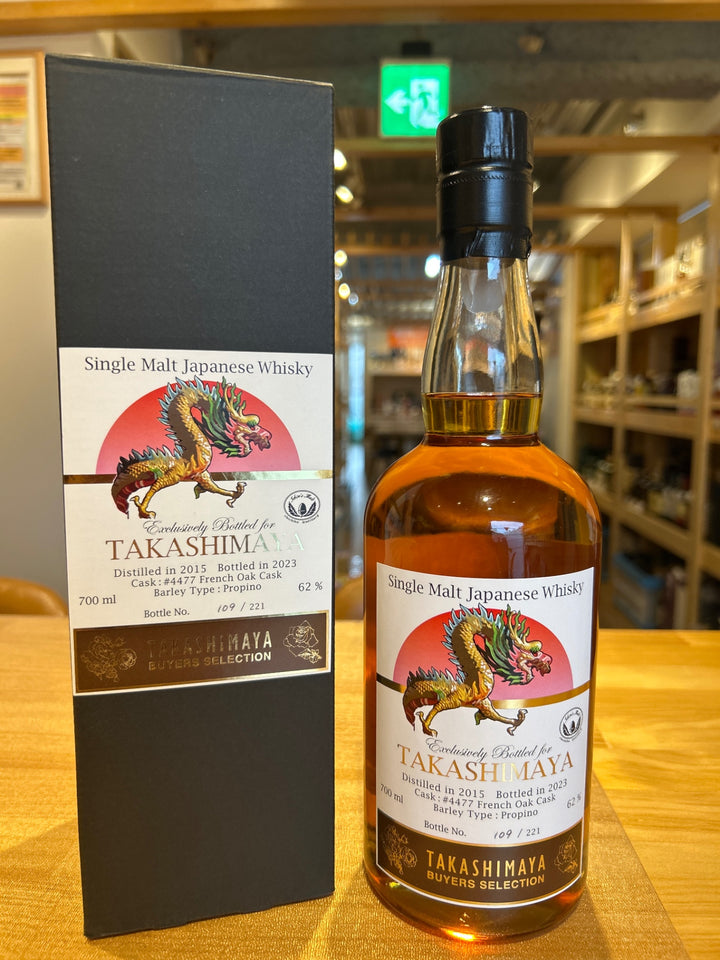 Single Malt Japanese Whisky
Exclusively Bottled for
TAKASHIMAYA
Distilled in 2015 Bottled in 2023
Cask : #4477 French Oak Cask
Barley Type : Propino
700 ml
62 %
Bottle No. 109 / 221
TAKASHIMAYA
BUYERS SELECTION
Single Malt Japanese Whisky
Exclusively Bottled for
TAKASHIMAYA
Distilled in 2015 Bottled in 2023
Cask : #4477 French Oak Cask
Barley Type : Propino
700 ml
62 %
Bottle No. 109 / 221
TAKASHIMAYA
BUYERS SELECTION